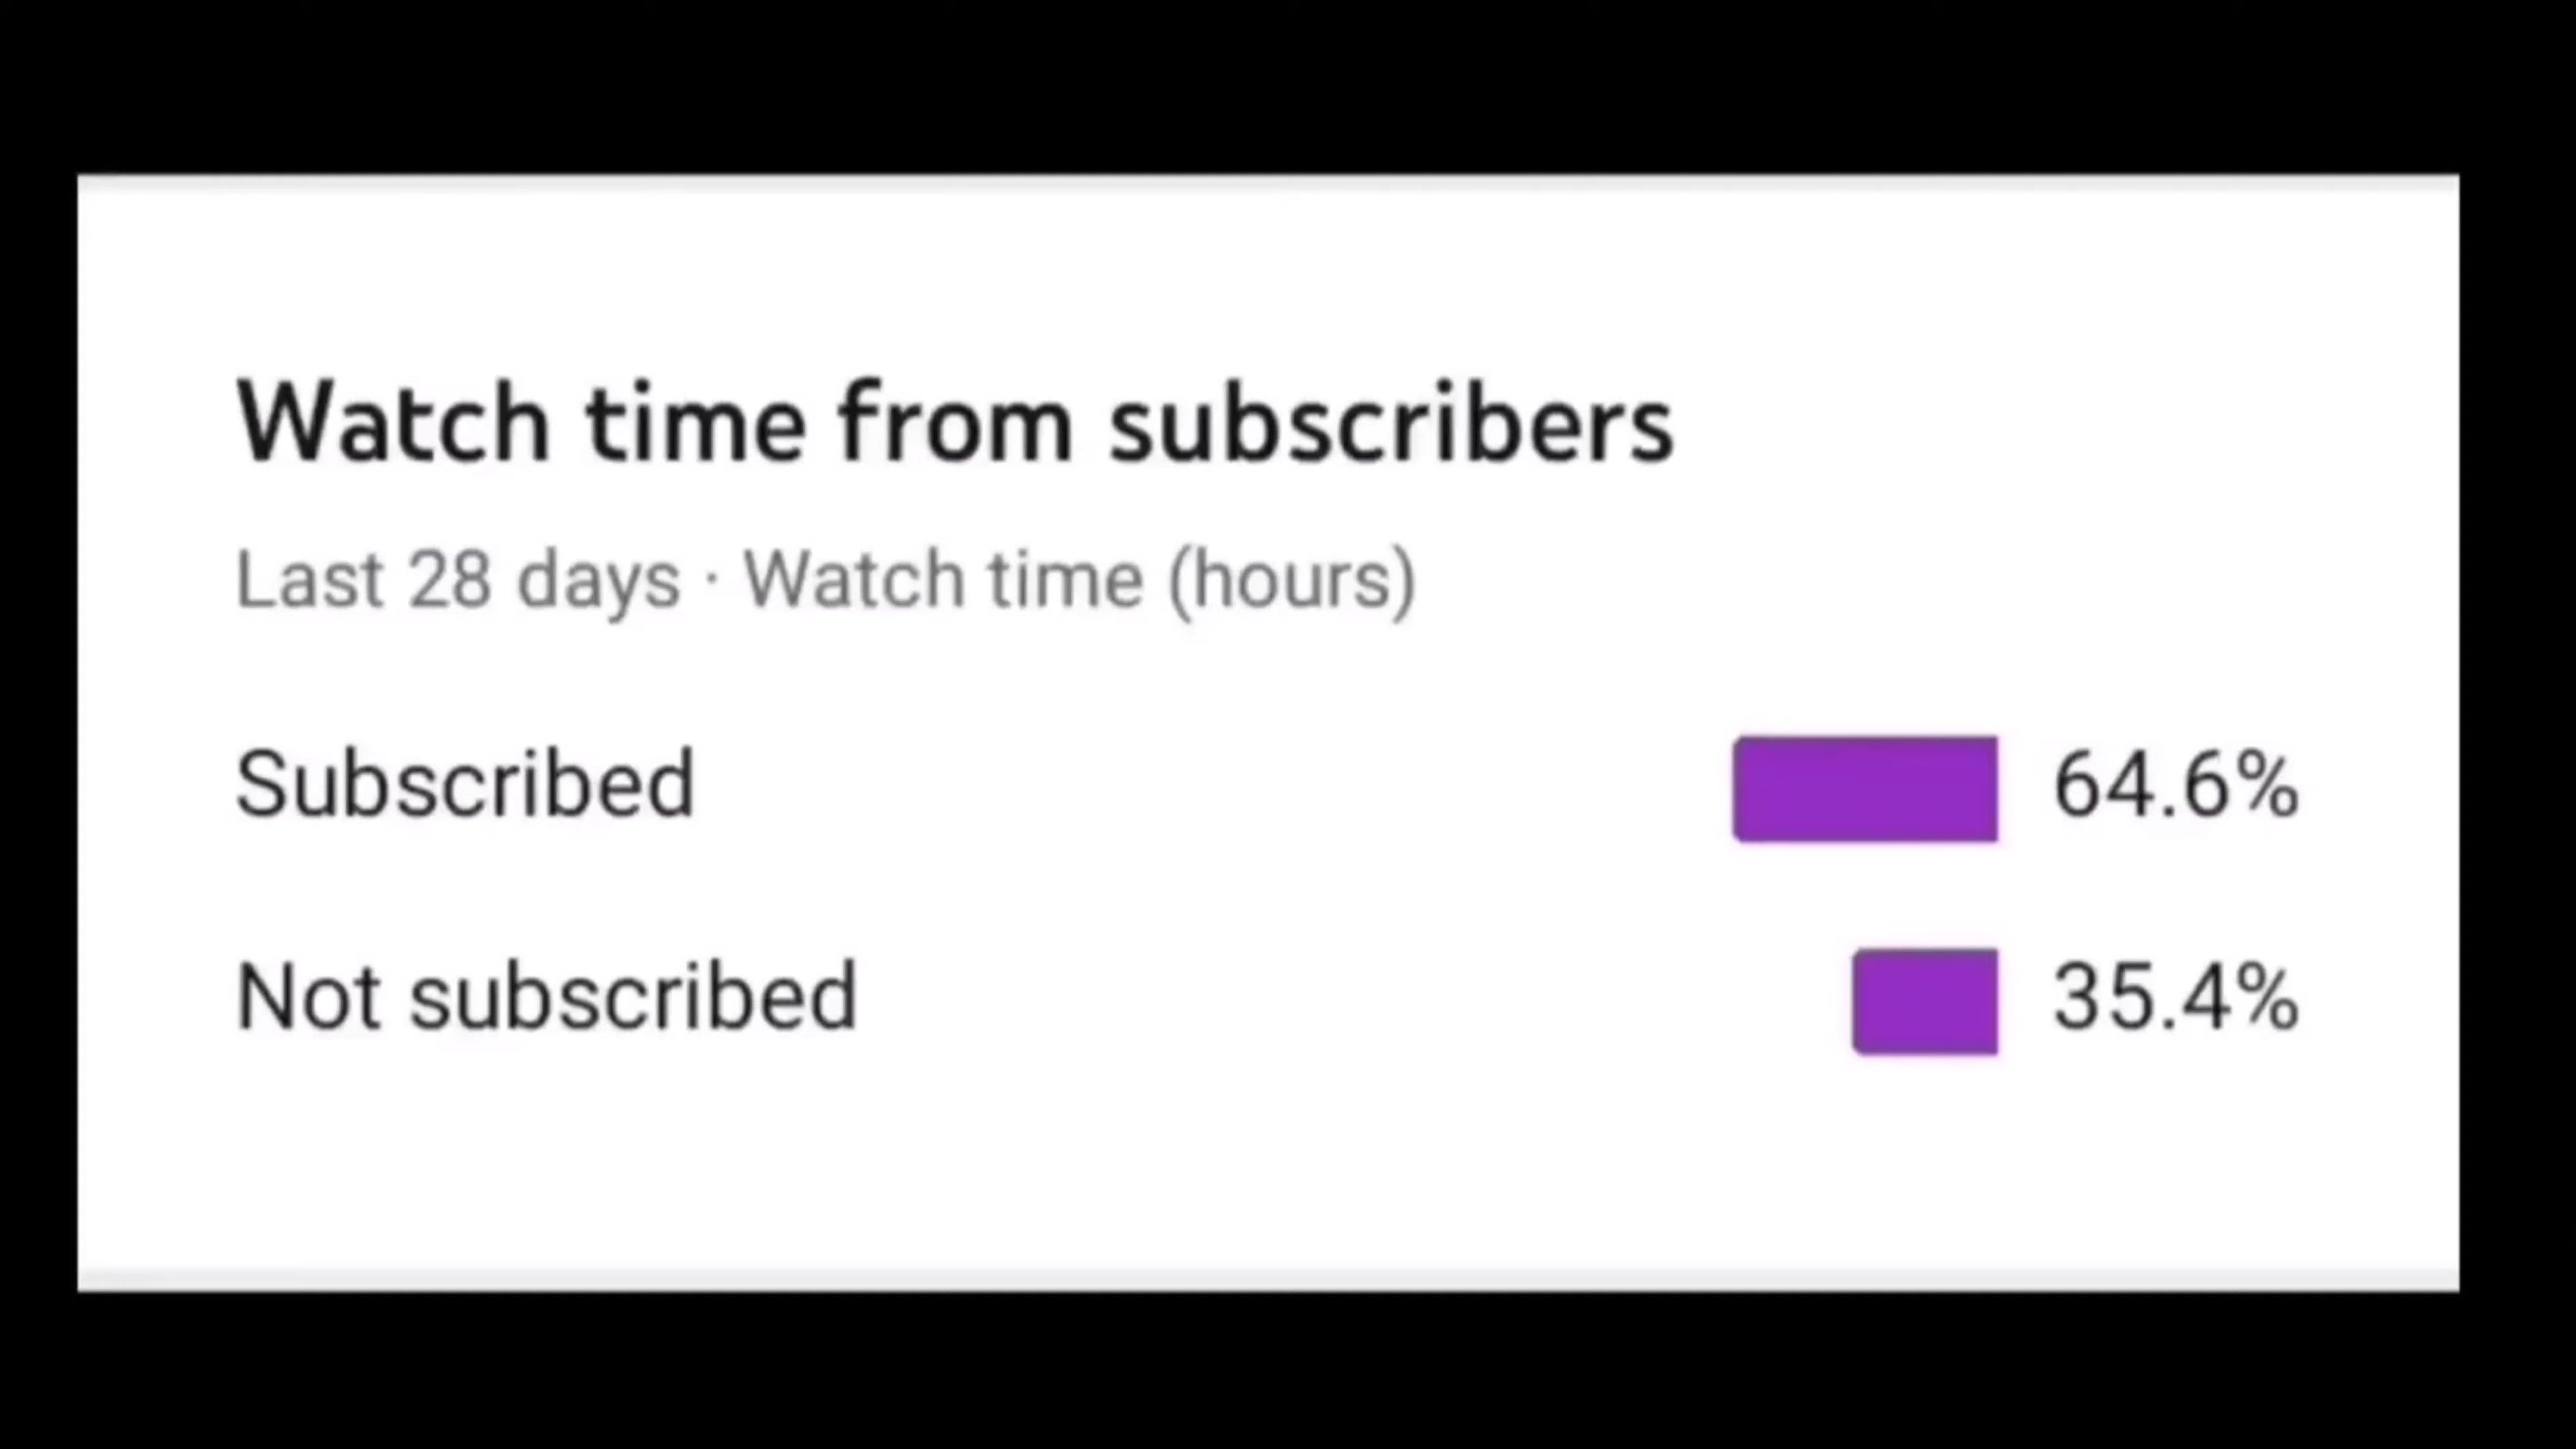 Watch time from subscribers
Last 28 days · Watch time (hours)
Subscribed 64.6%
Not subscribed 35.4%